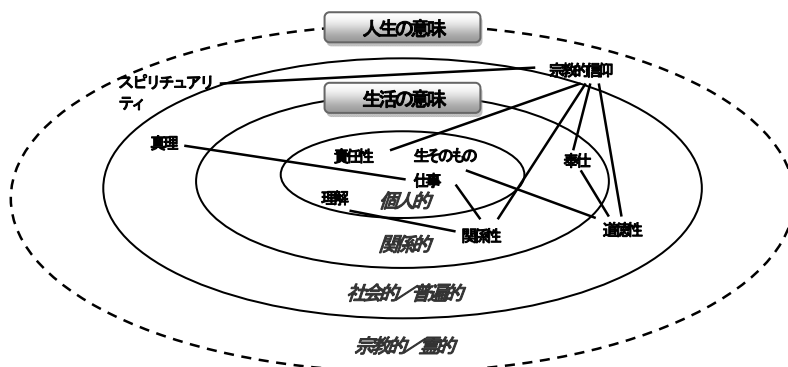 人生の意味
宗教的信仰
スピリチュアリ
ティ
生活の意味
真理
責任性
生そのもの
奉仕
仕事
理解
個人的
道徳性
関係性
関係的
社会的／普遍的
宗教的／霊的